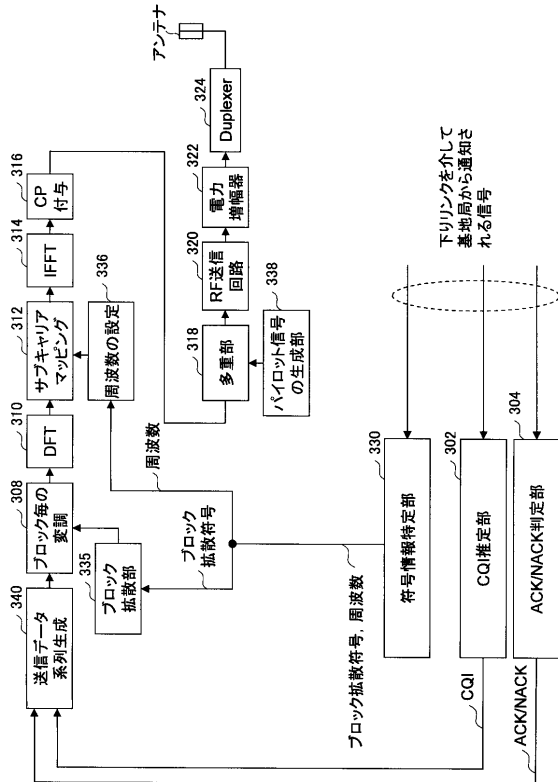 340
送信データ
系列生成
308
ブロック毎の
変調
310
DFT
312
サブキャリア
マッピング
314
IFFT
316
CP
付与
335
ブロック
拡散部
336
周波数の設定
318
多重部
320
RF送信
回路
322
電力
増幅器
324
Duplexer
アンテナ
338
パイロット信号
の生成部
周波数
ブロック
拡散符号
ブロック拡散符号, 周波数
330
符号情報特定部
302
CQI推定部
304
ACK/NACK判定部
CQI
ACK/NACK
下りリンクを介して
基地局から通知さ
れる信号